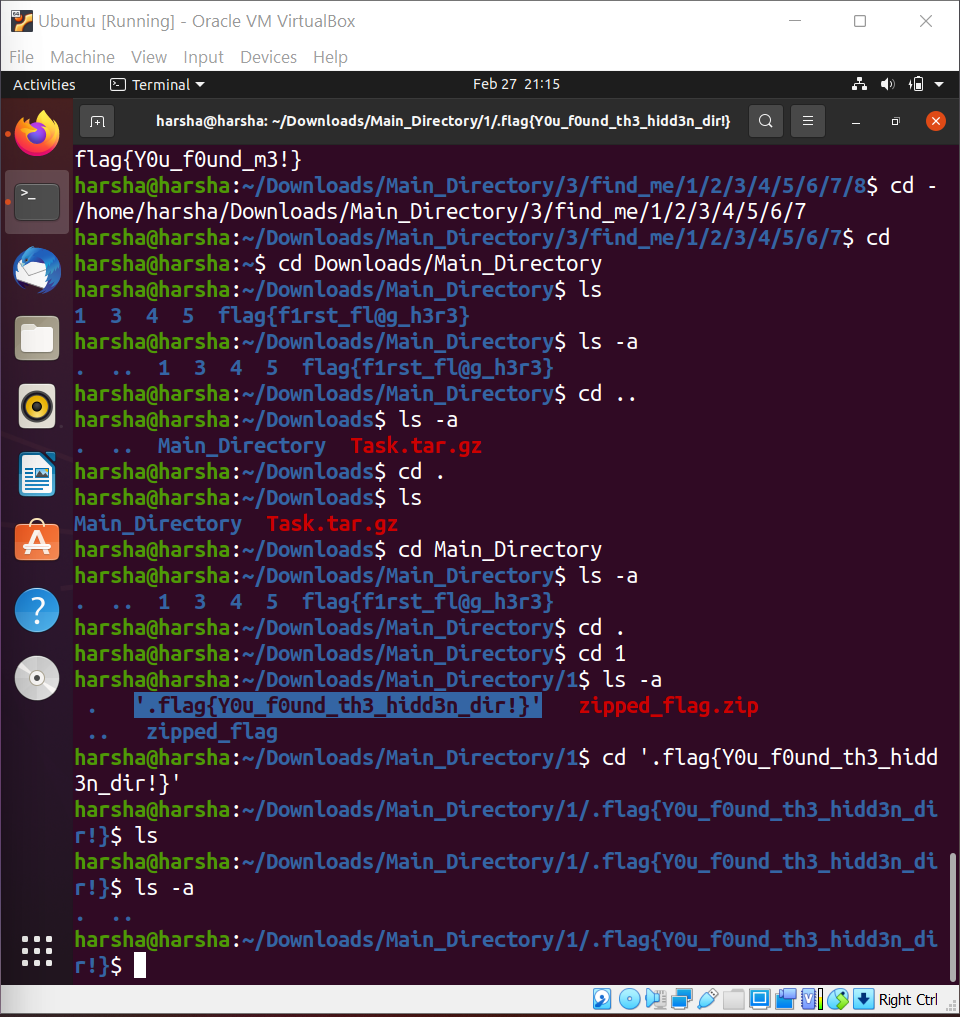 Ubuntu [Running] - Oracle VM VirtualBox
File Machine View Input Devices Help
Activities Terminal Feb 27 21:15
harsha@harsha: ~/Downloads/Main_Directory/1/.flag{Y0u_f0und_th3_hidd3n_dir!}
flag{Y0u_f0und_m3!}
harsha@harsha:~/Downloads/Main_Directory/3/find_me/1/2/3/4/5/6/7/8$ cd -
/home/harsha/Downloads/Main_Directory/3/find_me/1/2/3/4/5/6/7
harsha@harsha:~/Downloads/Main_Directory/3/find_me/1/2/3/4/5/6/7$ cd
harsha@harsha:~$ cd Downloads/Main_Directory
harsha@harsha:~/Downloads/Main_Directory$ ls
1  3  4  5  flag{f1rst_fl@g_h3r3}
harsha@harsha:~/Downloads/Main_Directory$ ls -a
.  ..  1  3  4  5  flag{f1rst_fl@g_h3r3}
harsha@harsha:~/Downloads/Main_Directory$ cd ..
harsha@harsha:~/Downloads$ ls -a
.  ..  Main_Directory  Task.tar.gz
harsha@harsha:~/Downloads$ cd .
harsha@harsha:~/Downloads$ ls
Main_Directory  Task.tar.gz
harsha@harsha:~/Downloads$ cd Main_Directory
harsha@harsha:~/Downloads/Main_Directory$ ls -a
.  ..  1  3  4  5  flag{f1rst_fl@g_h3r3}
harsha@harsha:~/Downloads/Main_Directory$ cd .
harsha@harsha:~/Downloads/Main_Directory$ cd 1
harsha@harsha:~/Downloads/Main_Directory/1$ ls -a
.   '.flag{Y0u_f0und_th3_hidd3n_dir!}'   zipped_flag.zip
..   zipped_flag
harsha@harsha:~/Downloads/Main_Directory/1$ cd '.flag{Y0u_f0und_th3_hidd
3n_dir!}'
harsha@harsha:~/Downloads/Main_Directory/1/.flag{Y0u_f0und_th3_hidd3n_di
r!}$ ls
harsha@harsha:~/Downloads/Main_Directory/1/.flag{Y0u_f0und_th3_hidd3n_di
r!}$ ls -a
.  ..
harsha@harsha:~/Downloads/Main_Directory/1/.flag{Y0u_f0und_th3_hidd3n_di
r!}$
Right Ctrl